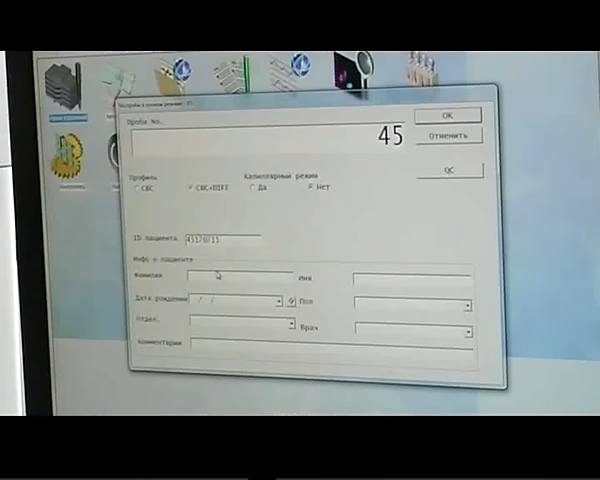 Проба No.
45
OK
Отменить
QC
Профиль
Капиллярный режим
CBC
CBC+DIFF
Да
Нет
ID пациента
45170715
Инфо о пациенте
Фамилия
Имя
Дата рождения
/ /
Пол
Отдел.
Врач
Комментарии